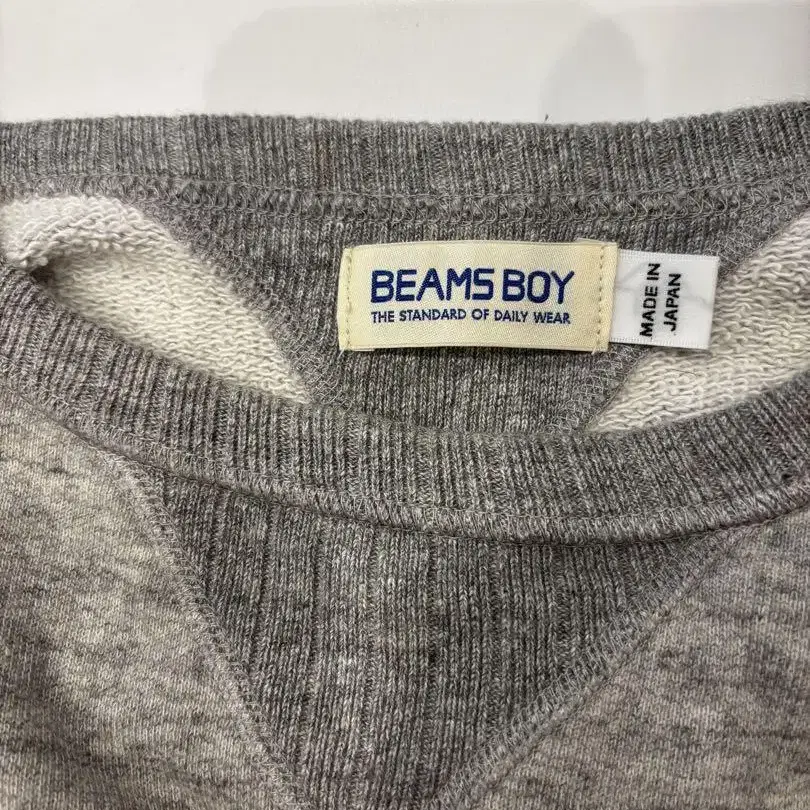 BEAMS BOY
THE STANDARD OF DAILY WEAR
MADE IN
JAPAN